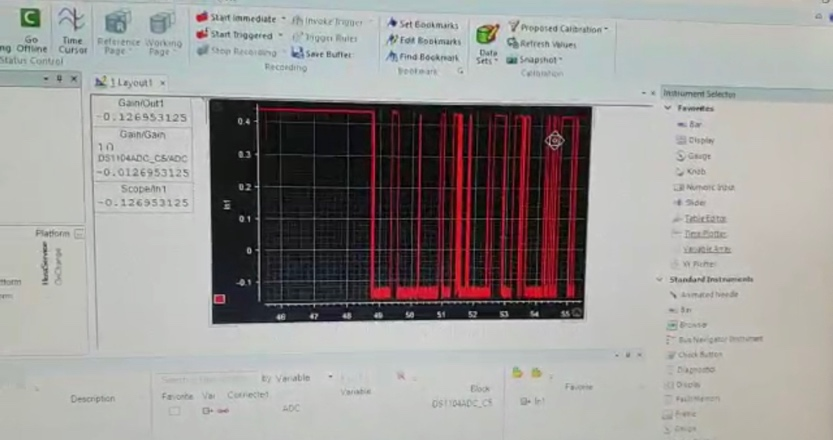 Go Offline
Time Cursor
Reference Page
Working Page
Status Control
Start Immediate
Start Triggered
Stop Recording
Invoke Trigger
Trigger Rules
Save Buffer
Recording
Set Bookmarks
Edit Bookmarks
Find Bookmark
Bookmark
Data Sets
Proposed Calibration
Refresh Values
Snapshot
Calibration
1 Layout1
Gain/Out1
-0.126953125
Gain/Gain
10
DS1104ADC_C5/ADC
-0.0126953125
Scope/In1
-0.126953125
In1
0.4
0.3
0.2
0.1
0
-0.1
46
47
48
49
50
51
52
53
54
55
Platform
HostService
OnChange
Instrument Selector
Favorites
Bar
Display
Gauge
Knob
Numeric Input
Slider
Table Editor
Time Plotter
Variable Array
XY Plotter
Standard Instruments
Animated Needle
Bar
Browser
Bus Navigator Instrument
Check Button
Diagnostic
Display
Frame
Gauge
by Variable
Description
Favorite
Connected
Variable
Block
Favorite
ADC
DS1104ADC_C5
In1